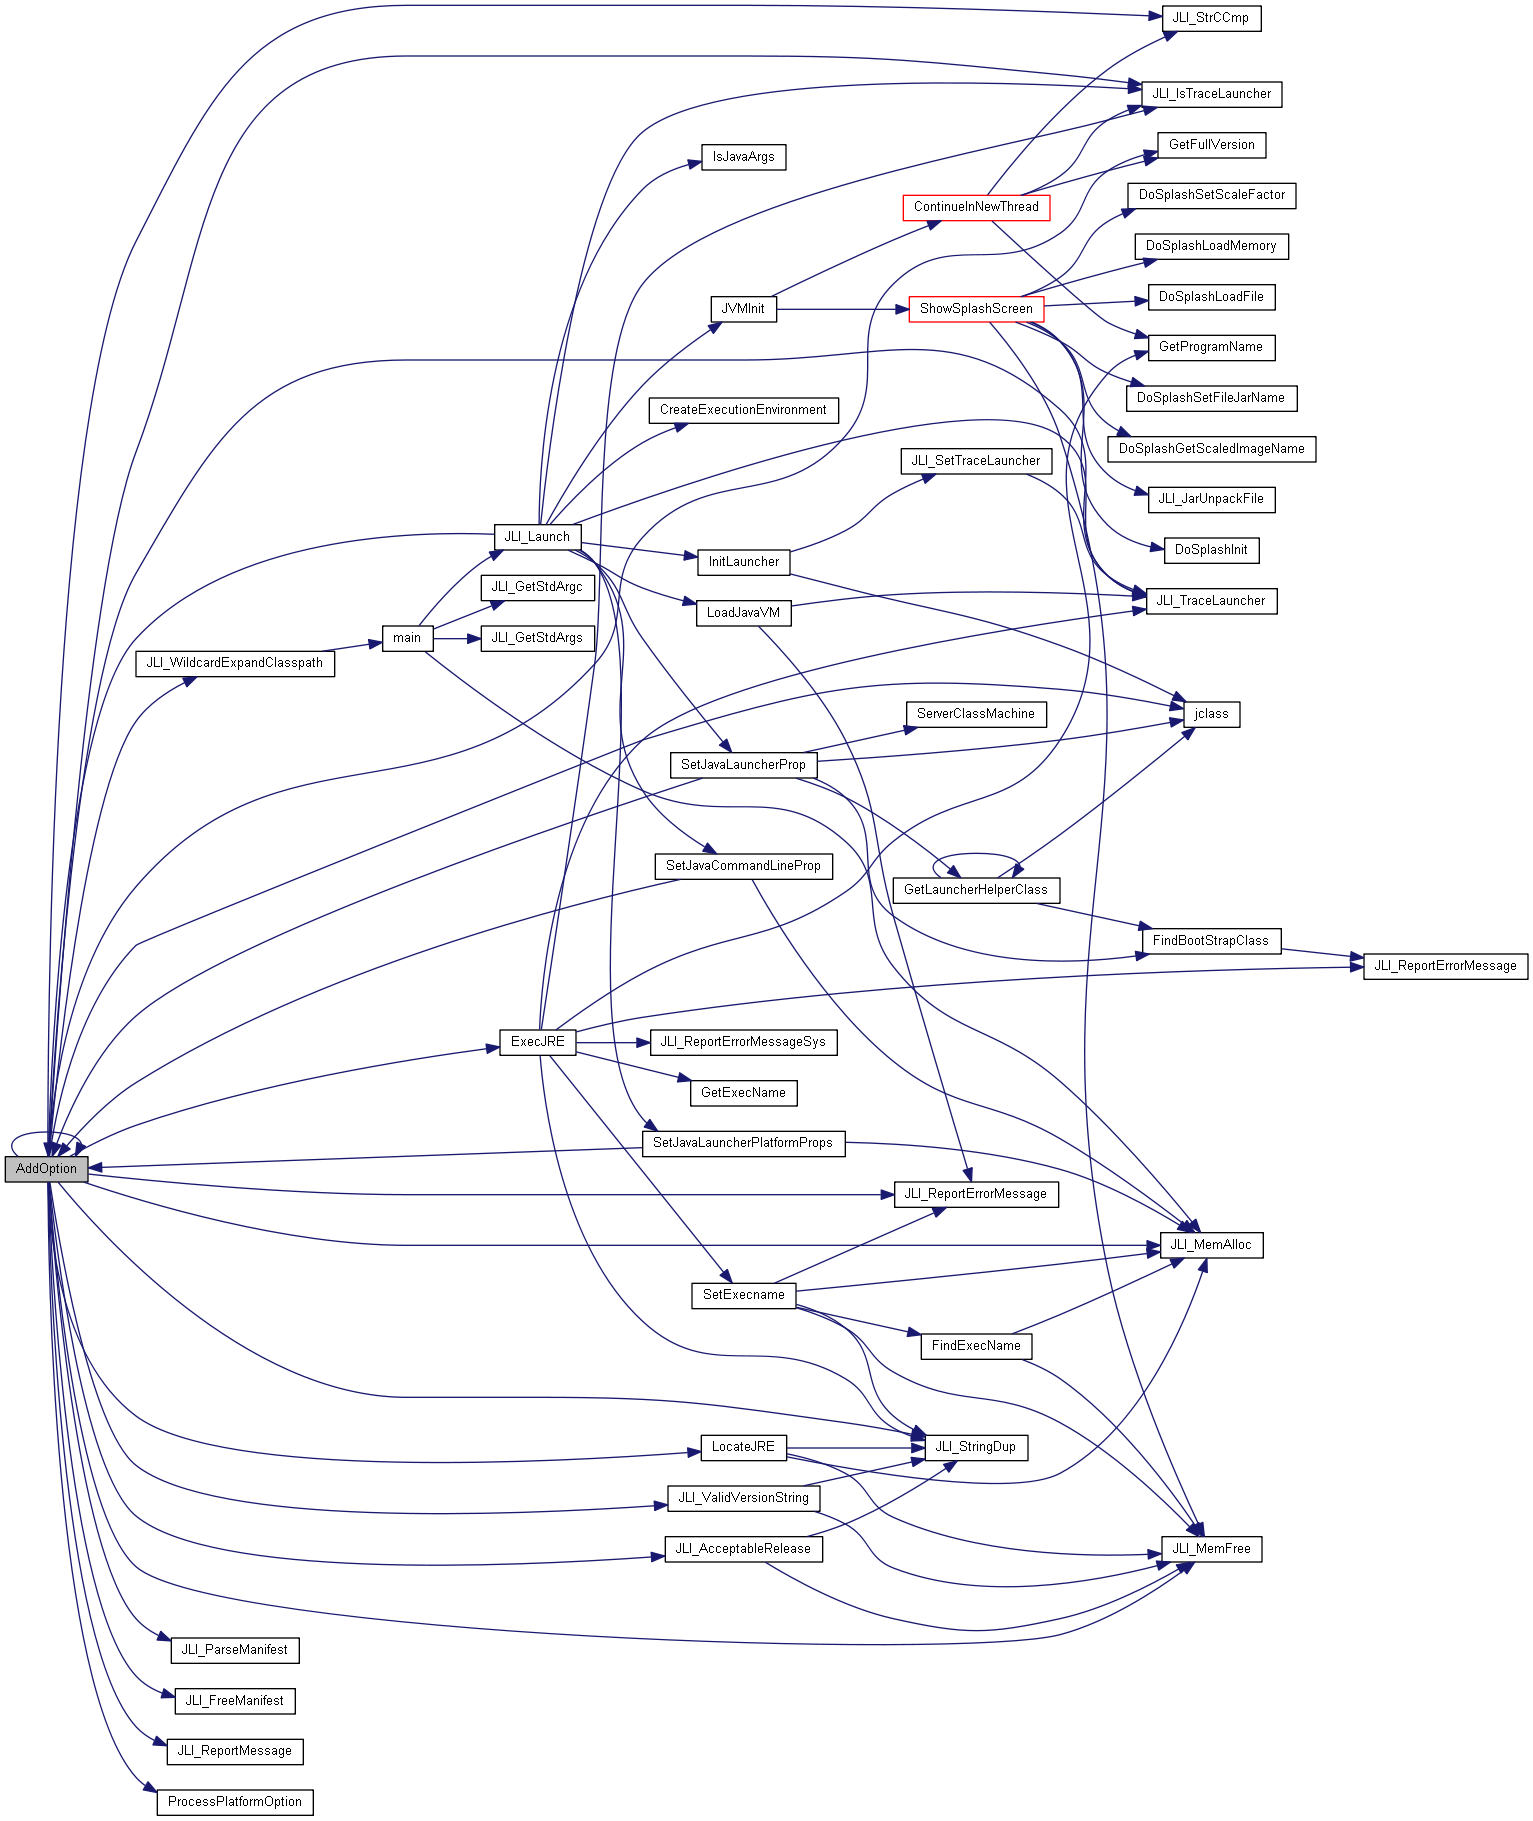 JLI_StrCCmp
JLI_IsTraceLauncher
GetFullVersion
IsJavaArgs
DoSplashSetScaleFactor
ContinueInNewThread
DoSplashLoadMemory
DoSplashLoadFile
JVMInit
ShowSplashScreen
GetProgramName
DoSplashSetFileJarName
CreateExecutionEnvironment
DoSplashGetScaledImageName
JLI_SetTraceLauncher
JLI_JarUnpackFile
JLI_Launch
DoSplashInit
InitLauncher
JLI_GetStdArgc
JLI_TraceLauncher
LoadJavaVM
main
JLI_GetStdArgs
JLI_WildcardExpandClasspath
ServerClassMachine
jclass
SetJavaLauncherProp
SetJavaCommandLineProp
GetLauncherHelperClass
FindBootStrapClass
JLI_ReportErrorMessage
ExecJRE
JLI_ReportErrorMessageSys
GetExecName
SetJavaLauncherPlatformProps
AddOption
JLI_ReportErrorMessage
JLI_MemAlloc
SetExecname
FindExecName
LocateJRE
JLI_StringDup
JLI_ValidVersionString
JLI_AcceptableRelease
JLI_MemFree
JLI_ParseManifest
JLI_FreeManifest
JLI_ReportMessage
ProcessPlatformOption